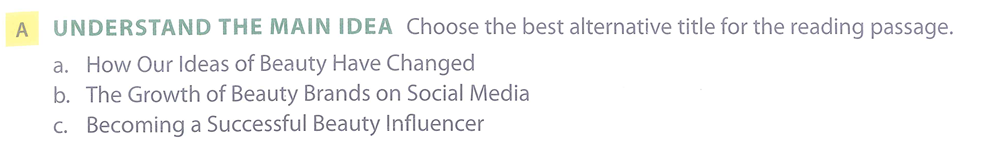 A UNDERSTAND THE MAIN IDEA Choose the best alternative title for the reading passage.
a. How Our Ideas of Beauty Have Changed
b. The Growth of Beauty Brands on Social Media
c. Becoming a Successful Beauty Influencer